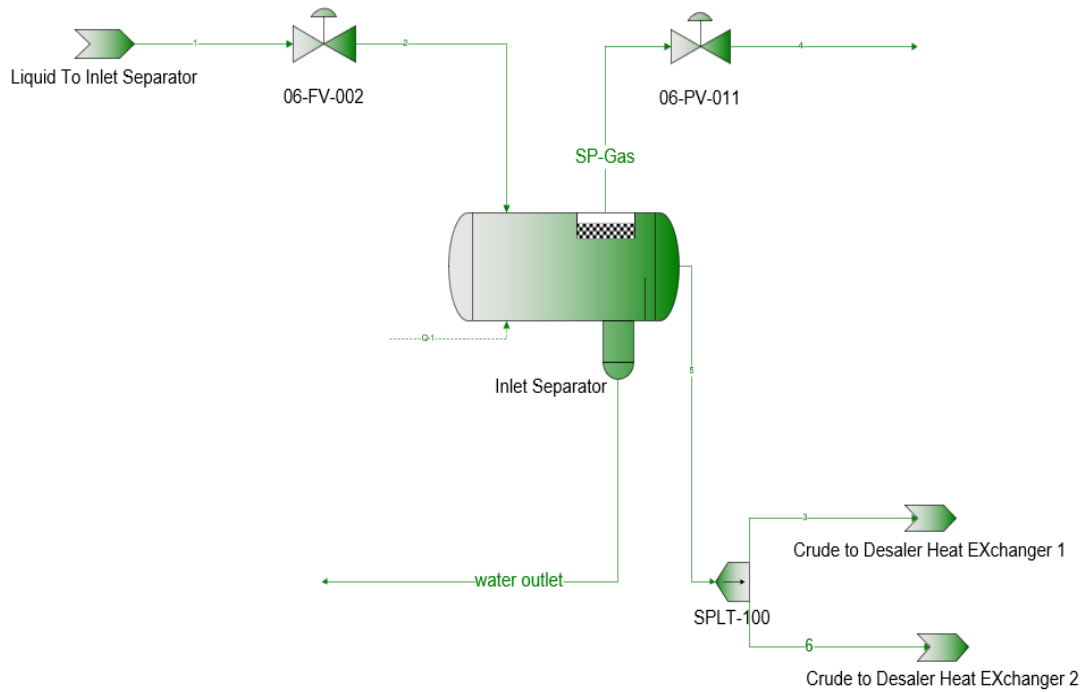 1
2
4
Liquid To Inlet Separator
06-FV-002
06-PV-011
SP-Gas
Q-1
5
Inlet Separator
3
Crude to Desaler Heat EXchanger 1
water outlet
SPLT-100
6
Crude to Desaler Heat EXchanger 2